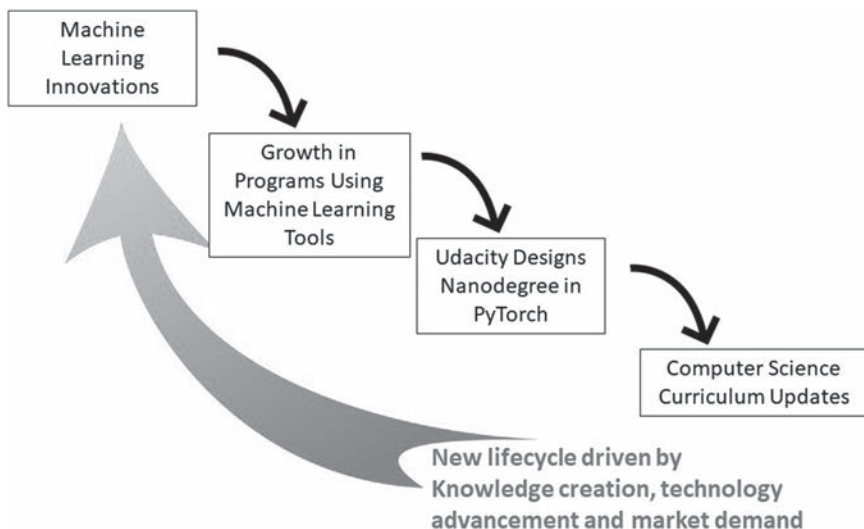 Machine
Learning
Innovations
Growth in
Programs Using
Machine Learning
Tools
Udacity Designs
Nanodegree in
PyTorch
Computer Science
Curriculum Updates
New lifecycle driven by
Knowledge creation, technology
advancement and market demand